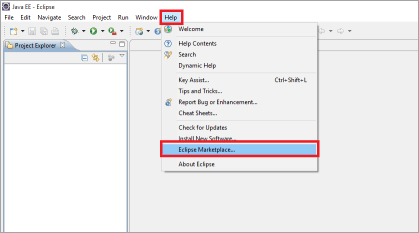 Java EE - Eclipse
File Edit Navigate Search Project Run Window Help
Project Explorer
Welcome
Help Contents
Search
Dynamic Help
Key Assist... Ctrl+Shift+L
Tips and Tricks...
Report Bug or Enhancement...
Cheat Sheets...
Check for Updates
Install New Software...
Eclipse Marketplace...
About Eclipse